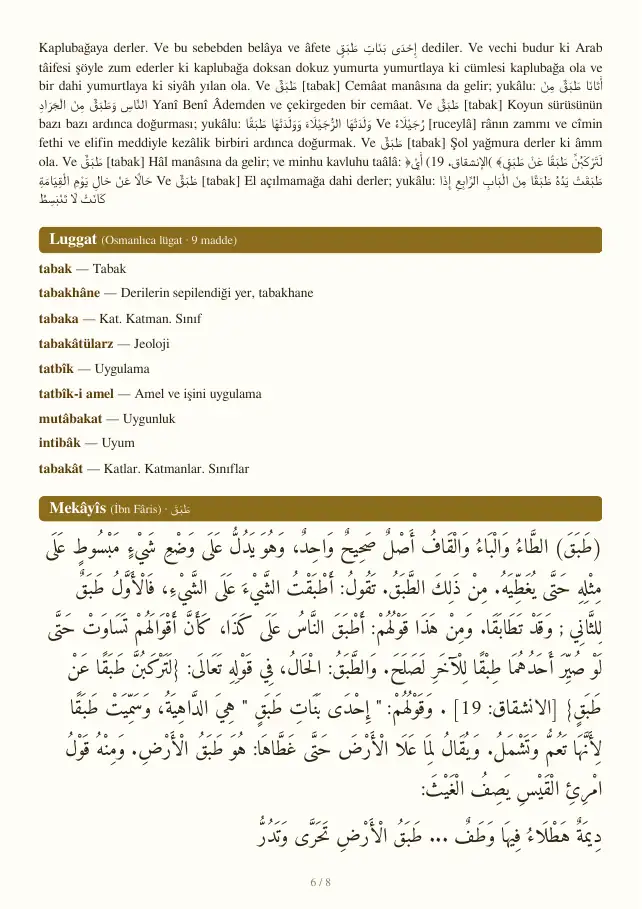 Kaplubağaya derler. Ve bu sebebden belâya ve âfete إِحْدَى بَنَاتِ طَبَقٍ dediler. Ve vechi budur ki Arab
tâifesi şöyle zum ederler ki kaplubağa doksan dokuz yumurta yumurtlaya ki cümlesi kaplubağa ola ve
bir dahi yumurtlaya ki siyâh yılan ola. Ve طَبَقٌ [tabak] Cemâat manâsına da gelir; yukâlu: أَتَانَا طَبَقٌ مِنَ
النَّاسِ وَطَبَقٌ مِنَ الْجَرَادِ Yanî Benî Âdemden ve çekirgeden bir cemâat. Ve طَبَقٌ [tabak] Koyun sürüsünün
bazı bazı ardınca doğurması; yukâlu: وَلَدَتْهَا الرُّجَيْلَاءَ وَوَلَدَتْهَا طَبَقًا Ve رُجَيْلَاءُ [ruceylâ] rânın zammı ve cîmin
fethi ve elifin meddiyle kezâlik birbiri ardınca doğurmak. Ve طَبَقٌ [tabak] Şol yağmura derler ki âmm
ola. Ve طَبَقٌ [tabak] Hâl manâsına da gelir; ve minhu kavluhu taâlâ: ﴿لَتَرْكَبُنَّ طَبَقًا عَنْ طَبَقٍ﴾ (الإنشقاق، 19) أَيْ
حَالًا عَنْ حَالٍ يَوْمَ الْقِيَامَةِ Ve طَبَقٌ [tabak] El açılmamağa dahi derler; yukâlu: طَبَقَتْ يَدُهُ طَبَقًا مِنَ الْبَابِ الرَّابِعِ إِذَا
كَانَتْ لَا تَنْبَسِطُ
Luggat (Osmanlıca lügat · 9 madde)
tabak — Tabak
tabakhâne — Derilerin sepilendiği yer, tabakhane
tabaka — Kat. Katman. Sınıf
tabakâtülarz — Jeoloji
tatbîk — Uygulama
tatbîk-i amel — Amel ve işini uygulama
mutâbakat — Uygunluk
intibâk — Uyum
tabakât — Katlar. Katmanlar. Sınıflar
Mekâyîs (İbn Fâris) · طَبَقَ
(طَبَقَ) الطَّاءُ وَالْبَاءُ وَالْقَافُ أَصْلٌ صَحِيحٌ وَاحِدٌ، وَهُوَ يَدُلُّ عَلَى وَضْعِ شَيْءٍ مَبْسُوطٍ عَلَى
مِثْلِهِ حَتَّى يُغَطِّيَهُ. مِنْ ذَلِكَ الطَّبَقُ. تَقُولُ: أَطْبَقْتُ الشَّيْءَ عَلَى الشَّيْءِ، فَالْأَوَّلُ طَبَقٌ
لِلثَّانِي ; وَقَدْ تَطَابَقَا. وَمِنْ هَذَا قَوْلُهُمْ: أَطْبَقَ النَّاسُ عَلَى كَذَا، كَأَنَّ أَقْوَالَهُمْ تَسَاوَتْ حَتَّى
لَوْ صُيِّرَ أَحَدُهُمَا طِبْقًا لِلْآخَرِ لَصَلَحَ. وَالطَّبَقُ: الْحَالُ، فِي قَوْلِهِ تَعَالَى: {لَتَرْكَبُنَّ طَبَقًا عَنْ
طَبَقٍ} [الانشقاق: 19] . وَقَوْلُهُمْ: " إِحْدَى بَنَاتِ طَبَقٍ " هِيَ الدَّاهِيَةُ، وَسَمِّيَتْ طَبَقًا
لِأَنَّهَا تَعُمُّ وَتَشْمَلُ. وَيُقَالُ لِمَا عَلَا الْأَرْضَ حَتَّى غَطَّاهَا: هُوَ طَبَقُ الْأَرْضِ. وَمِنْهُ قَوْلُ
امْرِئِ الْقَيْسِ يَصِفُ الْغَيْثَ:
دِيمَةٌ هَطْلَاءُ فِيهَا وَطَفٌ ... طَبَقُ الْأَرْضِ تَحَرَّى وَتَدُرُّ
6 / 8